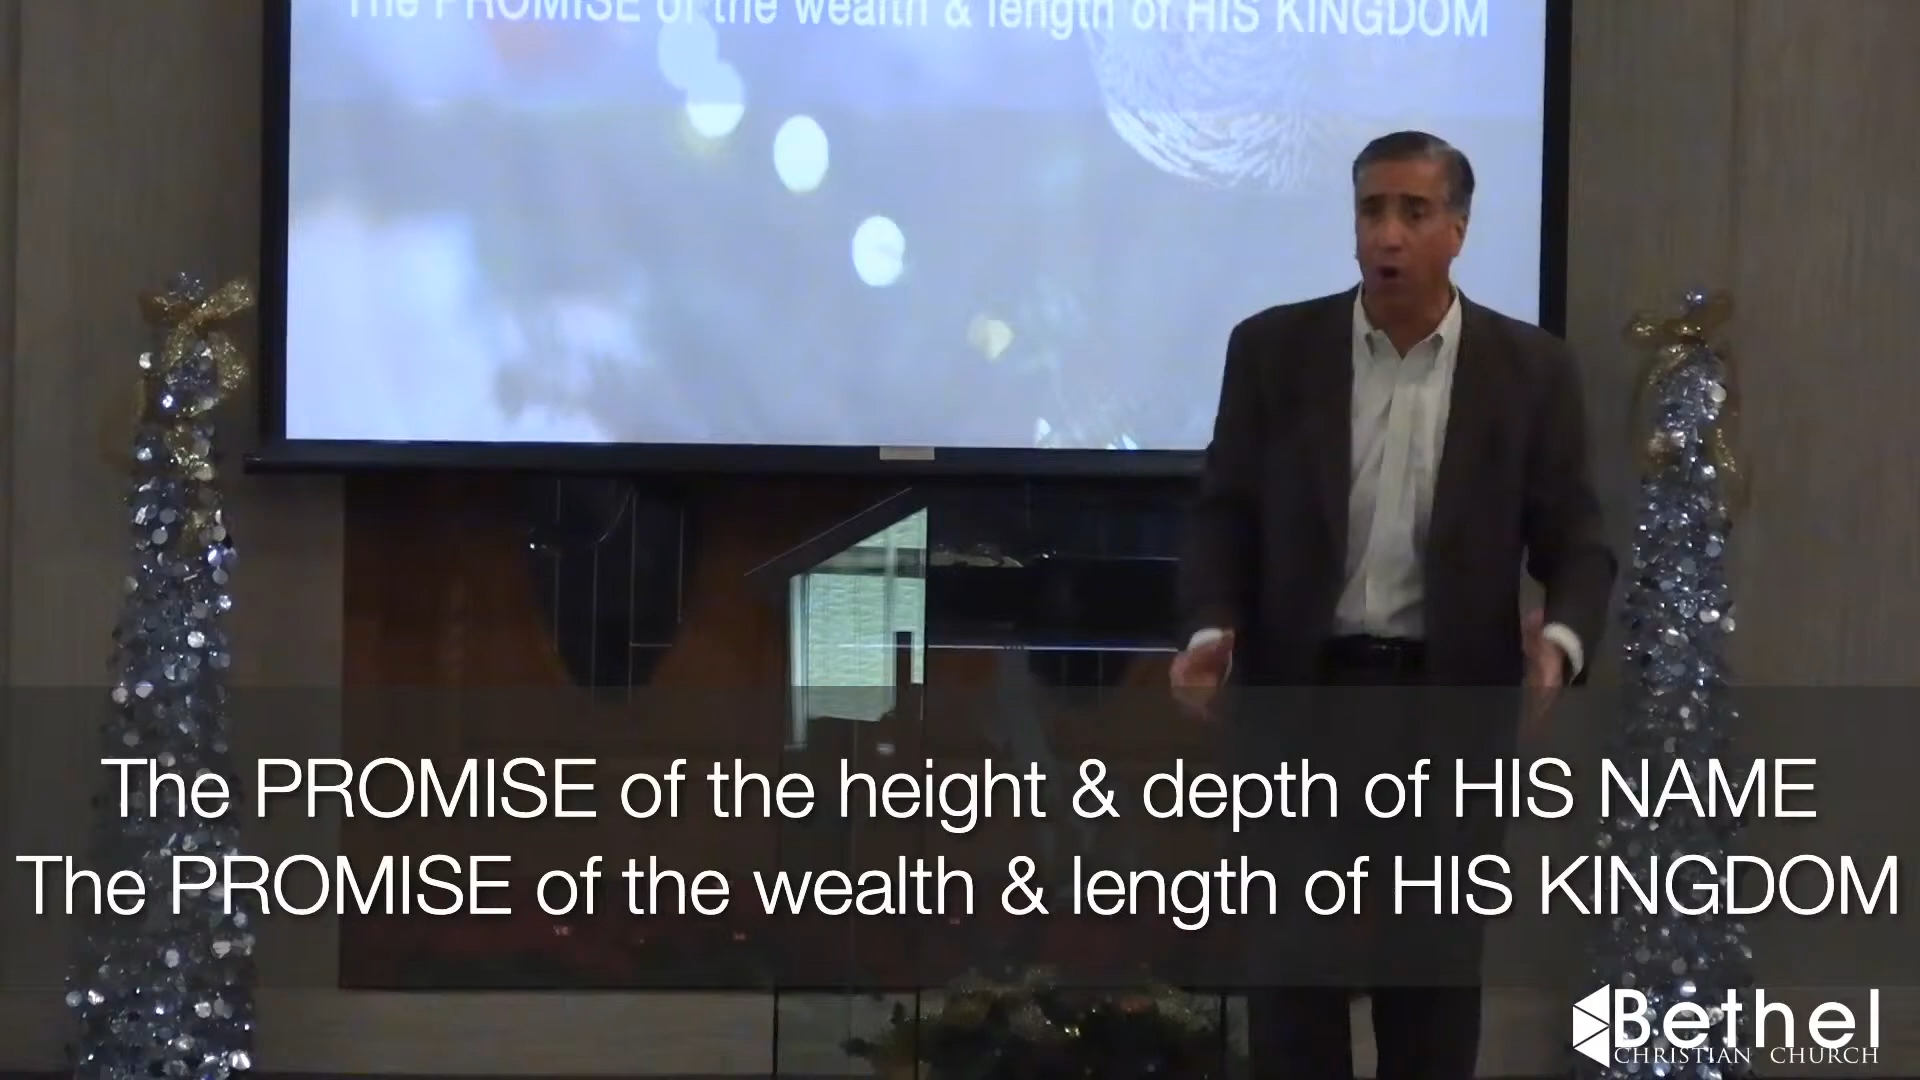 The PROMISE of the wealth & length of HIS KINGDOM
The PROMISE of the height & depth of HIS NAME
The PROMISE of the wealth & length of HIS KINGDOM
Bethel
CHRISTIAN CHURCH